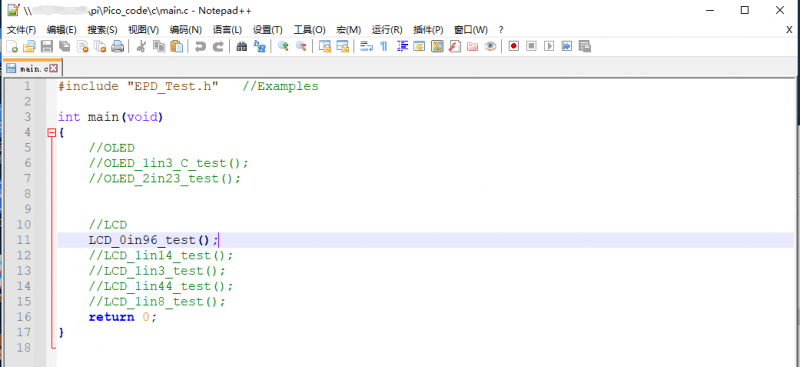 \\ \pi\Pico_code\c\main.c - Notepad++
文件(F) 编辑(E) 搜索(S) 视图(V) 编码(N) 语言(L) 设置(T) 工具(O) 宏(M) 运行(R) 插件(P) 窗口(W) ? X
main.c
1 #include "EPD_Test.h" //Examples
2
3 int main(void)
4 {
5 //OLED
6 //OLED_1in3_C_test();
7 //OLED_2in23_test();
8
9
10 //LCD
11 LCD_0in96_test();
12 //LCD_1in14_test();
13 //LCD_1in3_test();
14 //LCD_1in44_test();
15 //LCD_1in8_test();
16 return 0;
17 }
18